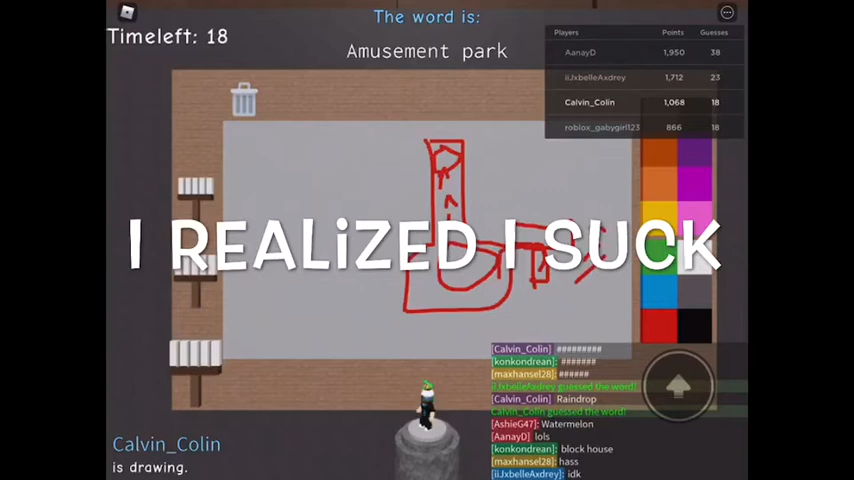 The word is:
Timeleft: 18
Amusement park
Players Points Guesses
AanayD 1,950 38
iiJxbelleAxdrey 1,712 23
Calvin_Colin 1,068 18
roblox_gabygirl123 866 18
I REALIZED I SUCK
[Calvin_Colin] #########
[konkondrean]: #######
[maxhansel28]: ######
iiJxbelleAxdrey guessed the word!
[Calvin_Colin] Raindrop
Calvin_Colin guessed the word!
[AshieG47]: Watermelon
[AanayD] lols
[konkondrean]: block house
[maxhansel28]: hass
[iiJxbelleAxdrey]: idk
Calvin_Colin
is drawing.